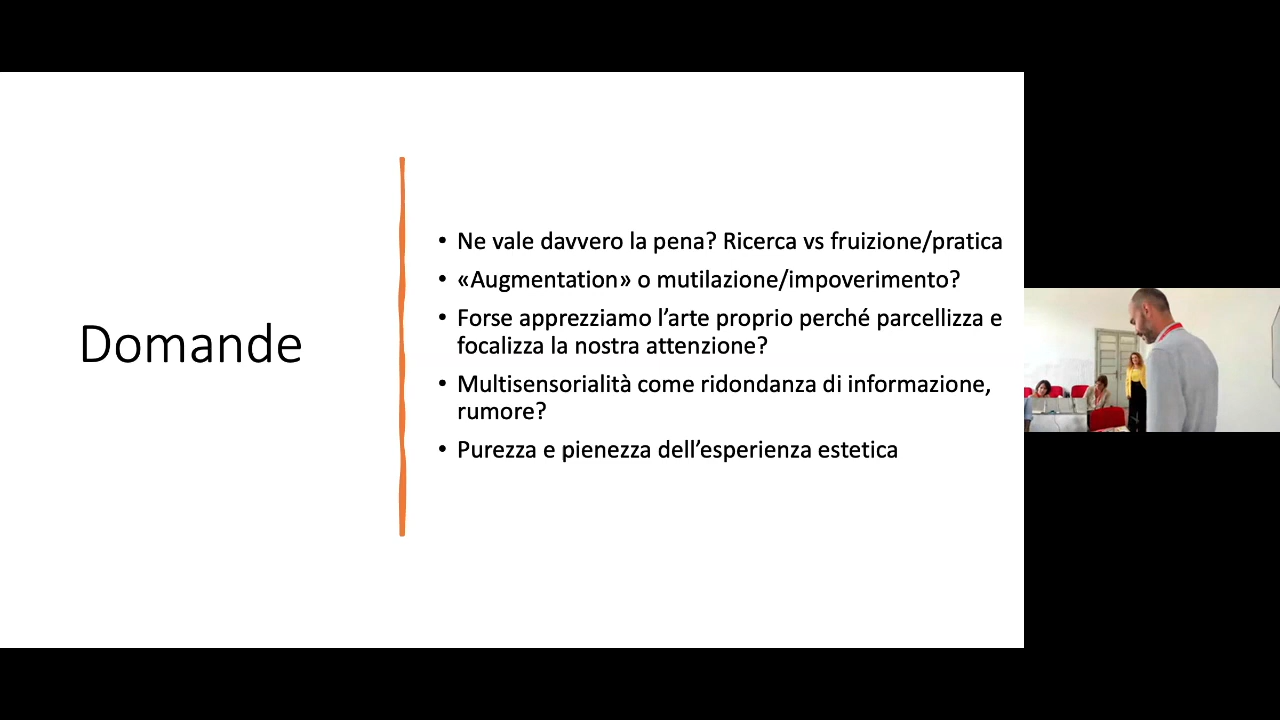 Domande
• Ne vale davvero la pena? Ricerca vs fruizione/pratica
• «Augmentation» o mutilazione/impoverimento?
• Forse apprezziamo l’arte proprio perché parcellizza e
focalizza la nostra attenzione?
• Multisensorialità come ridondanza di informazione,
rumore?
• Purezza e pienezza dell’esperienza estetica